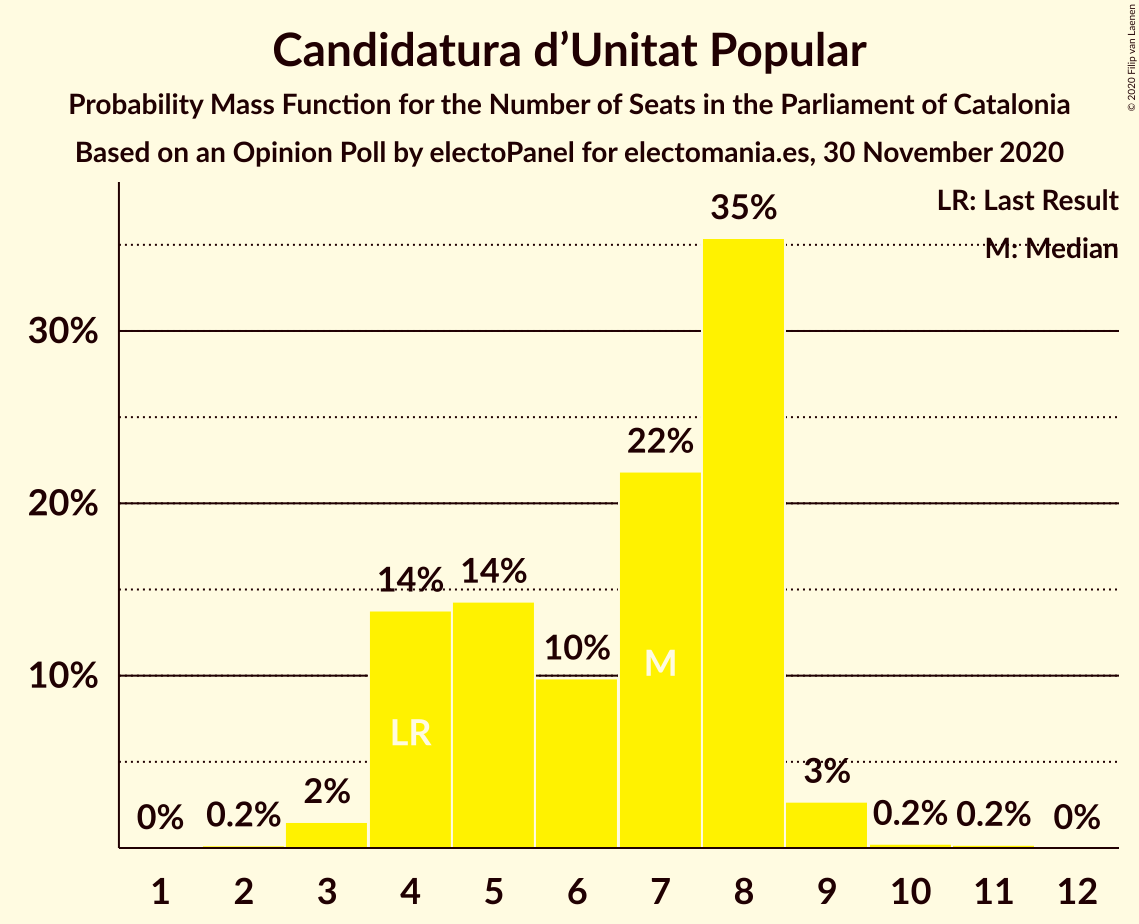 Candidatura d’Unitat Popular
Probability Mass Function for the Number of Seats in the Parliament of Catalonia
Based on an Opinion Poll by electoPanel for electomania.es, 30 November 2020
© 2020 Filip van Laenen
LR: Last Result
M: Median
30%
20%
10%
0%
0.2%
2%
14%
14%
10%
22%
35%
3%
0.2%
0.2%
0%
LR
M
1 2 3 4 5 6 7 8 9 10 11 12